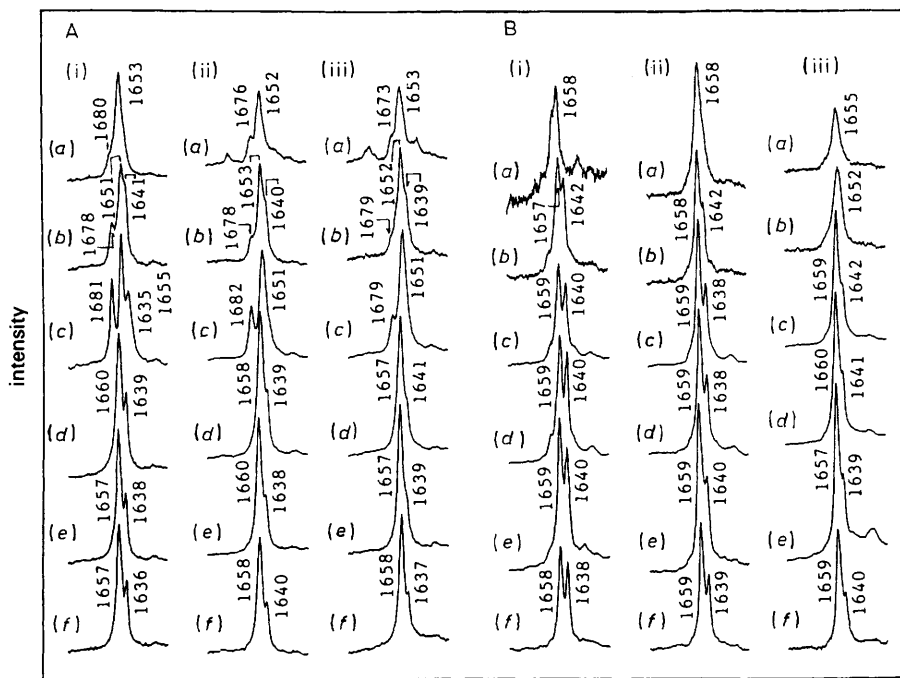 A
B
(i)
(ii)
(iii)
(i)
(ii)
(iii)
intensity
(a) 1680 1653
(b) 1678 1651 1641
(c) 1681 1635 1655
(d) 1660 1639
(e) 1657 1638
(f) 1657 1636
(a) 1676 1652
(b) 1678 1653 1640
(c) 1682 1651
(d) 1658 1639
(e) 1660 1638
(f) 1658 1640
(a) 1673 1653
(b) 1679 1652 1639
(c) 1679 1651
(d) 1657 1641
(e) 1657 1639
(f) 1658 1637
(a) 1658
(b) 1657 1642
(c) 1659 1640
(d) 1659 1640
(e) 1659 1640
(f) 1658 1638
(a) 1658
(b) 1658 1642
(c) 1659 1638
(d) 1659 1638
(e) 1659 1640
(f) 1659 1639
(a) 1655
(b) 1652
(c) 1659 1642
(d) 1660 1641
(e) 1657 1639
(f) 1659 1640